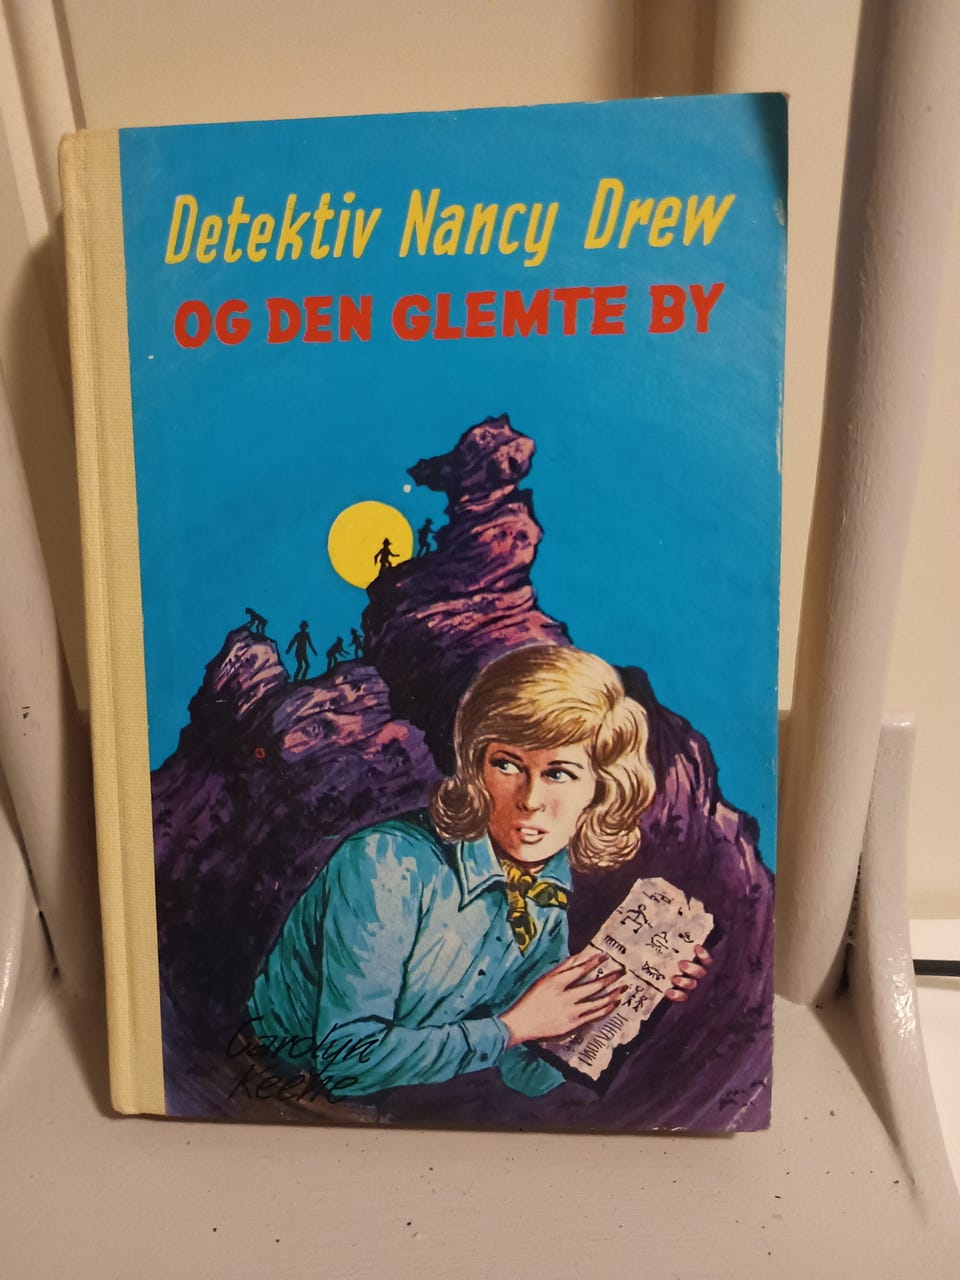 Detektiv Nancy Drew
OG DEN GLEMTE BY
Carolyn
Keene